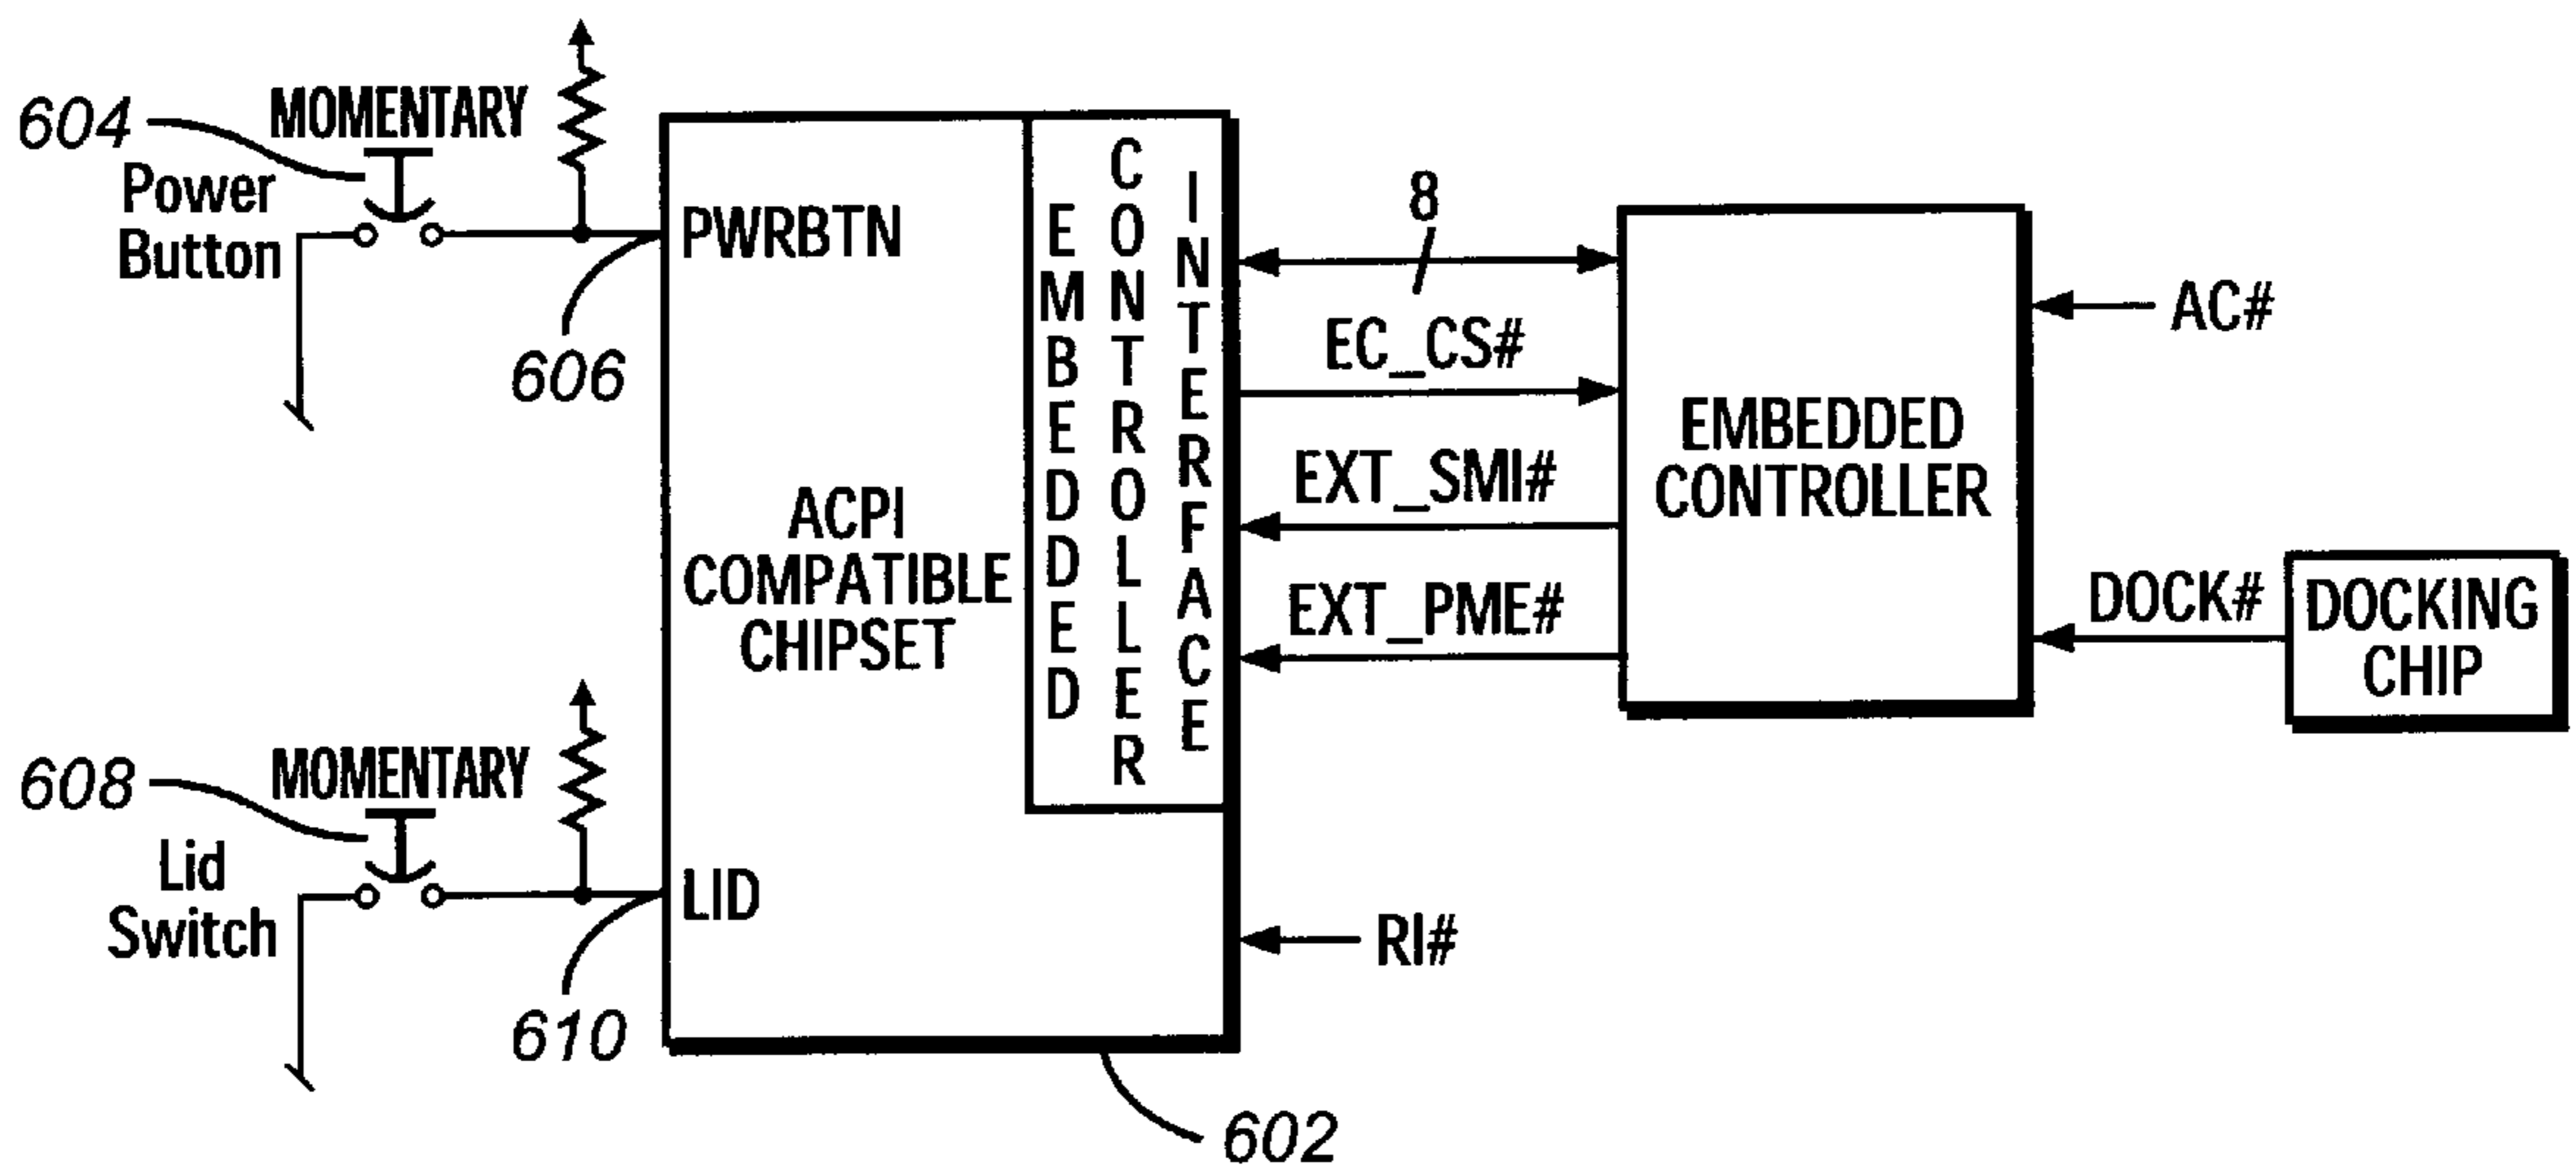 604
MOMENTARY
Power
Button
PWRBTN
606
ACPI
COMPATIBLE
CHIPSET
EMBEDDED
CONTROLLER
INTERFACE
8
EC_CS#
EXT_SMI#
EXT_PME#
EMBEDDED
CONTROLLER
AC#
DOCK#
DOCKING
CHIP
608
MOMENTARY
Lid
Switch
LID
610
RI#
602